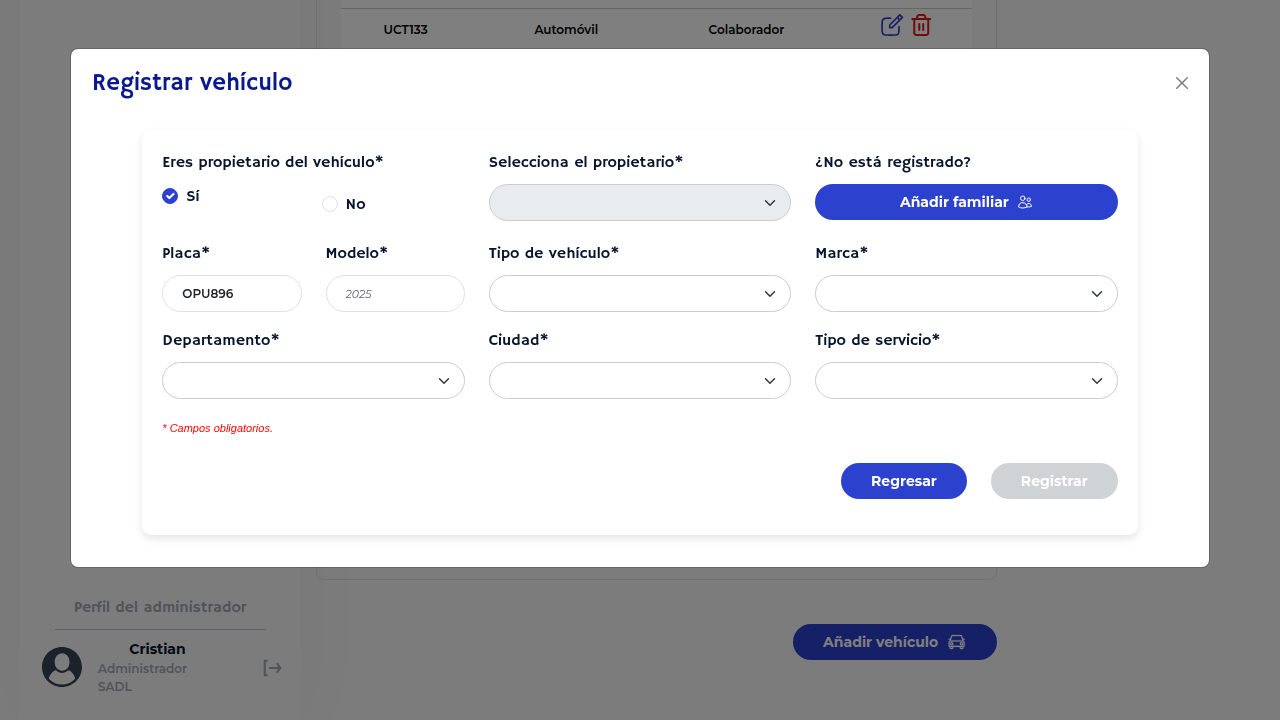 UCT133 Automóvil Colaborador
Registrar vehículo
Eres propietario del vehículo*
Sí
No
Selecciona el propietario*
¿No está registrado?
Añadir familiar
Placa*
OPU896
Modelo*
2025
Tipo de vehículo*
Marca*
Departamento*
Ciudad*
Tipo de servicio*
* Campos obligatorios.
Regresar
Registrar
Perfil del administrador
Cristian
Administrador
SADL
Añadir vehículo